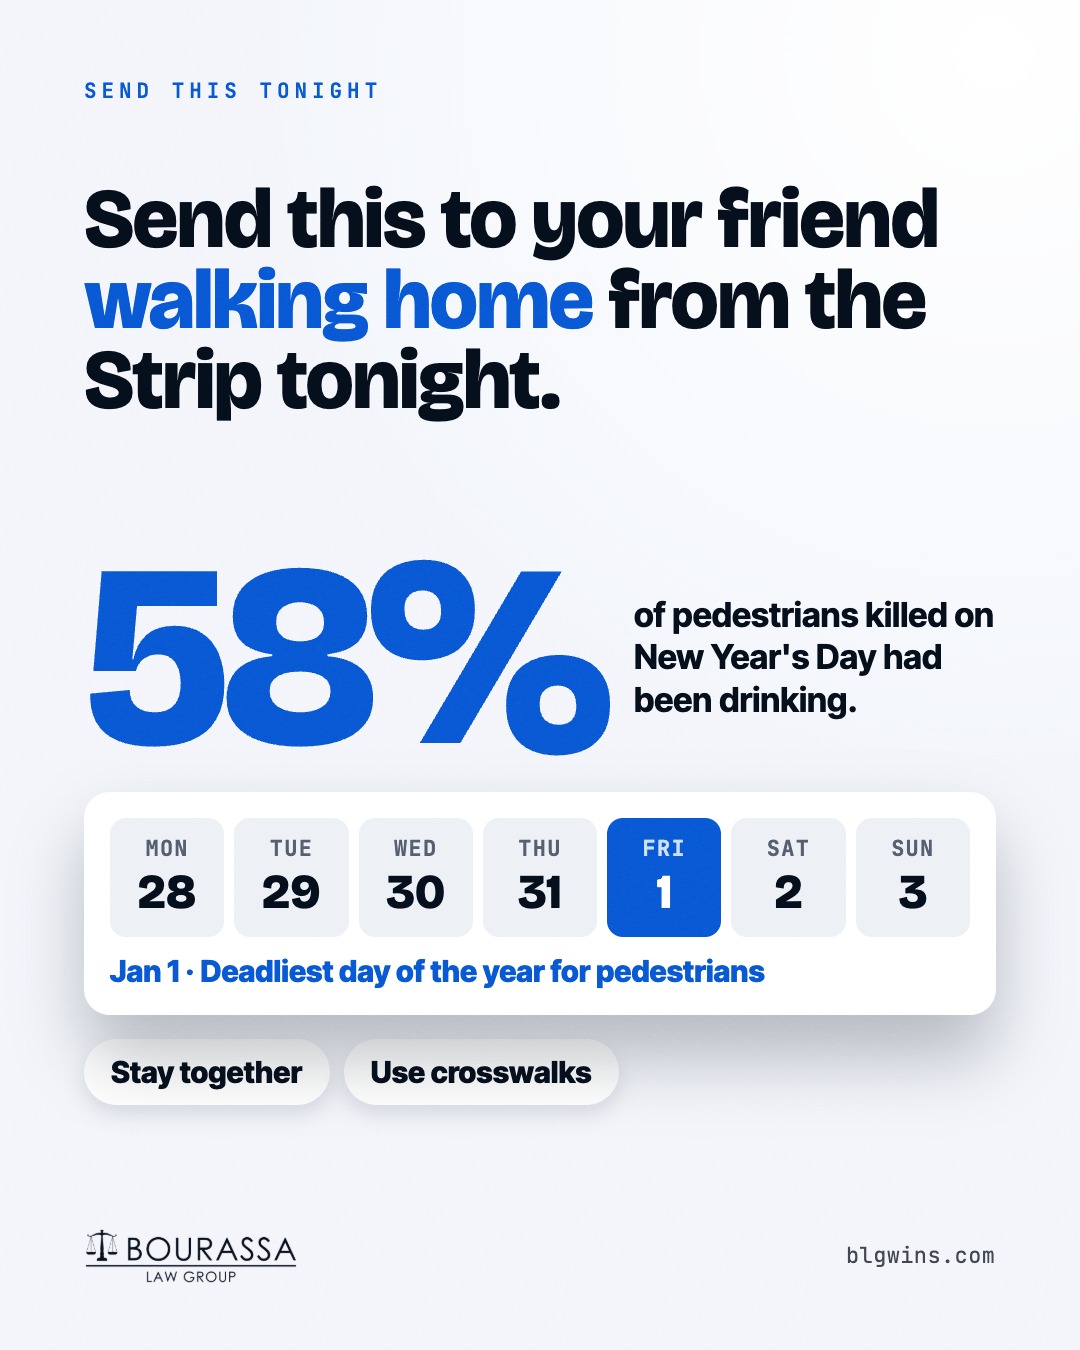 SEND THIS TONIGHT
Send this to your friend
walking home from the
Strip tonight.
58%
of pedestrians killed on
New Year's Day had
been drinking.
MON TUE WED THU FRI SAT SUN
28 29 30 31 1 2 3
Jan 1 · Deadliest day of the year for pedestrians
Stay together Use crosswalks
BOURASSA
LAW GROUP
blgwins.com